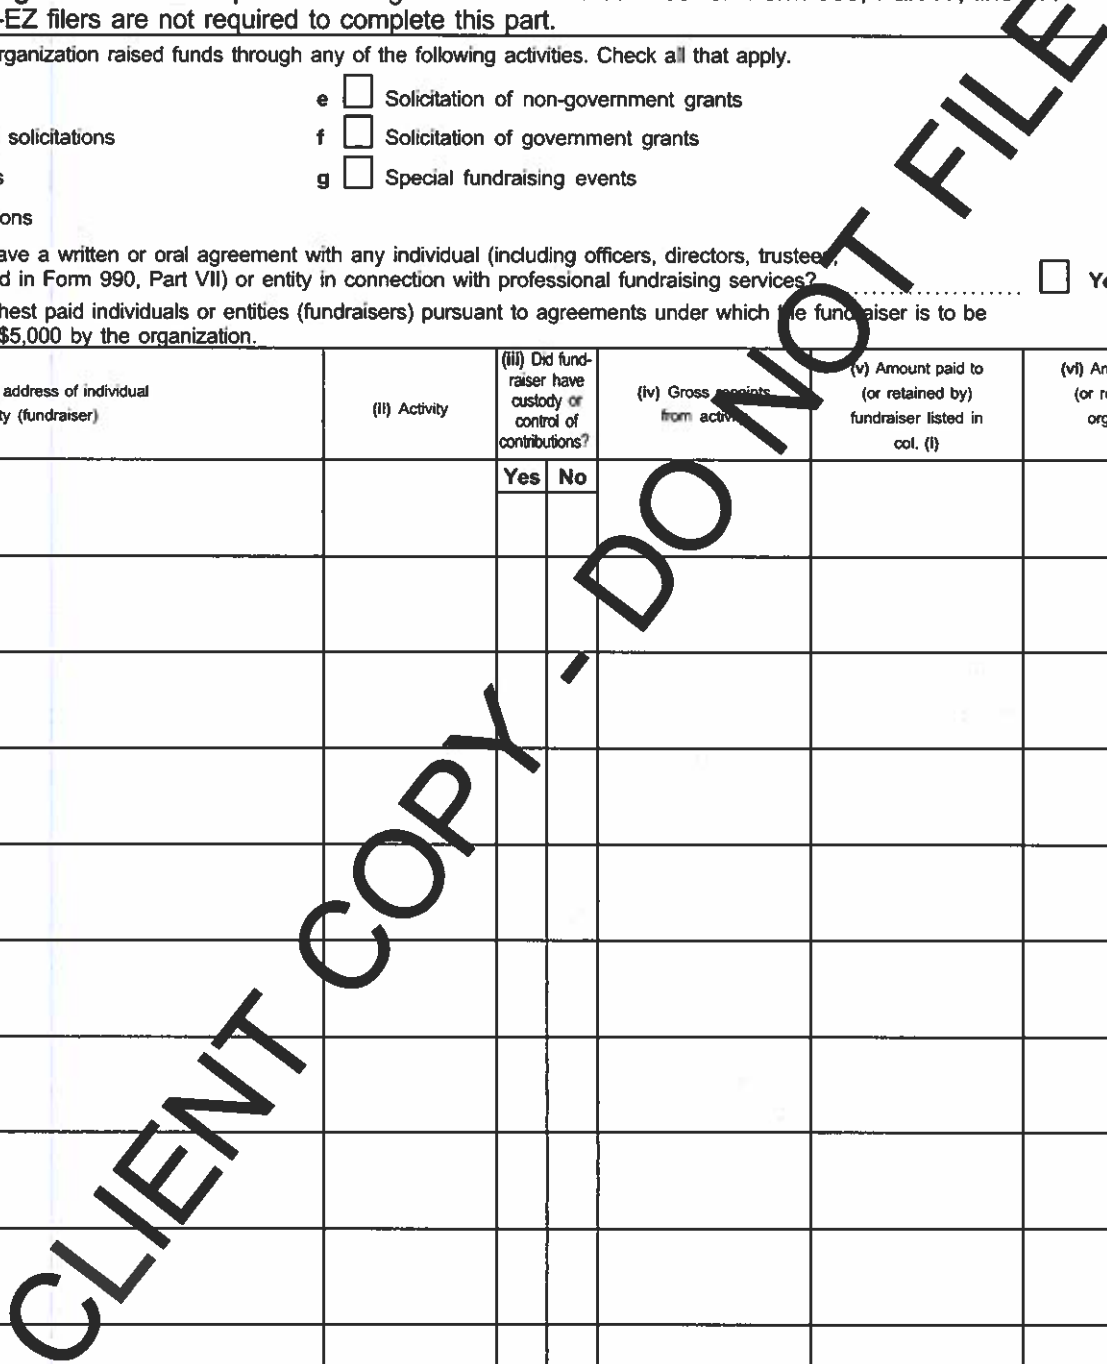 -EZ filers are not required to complete this part.
rganization raised funds through any of the following activities. Check all that apply.
e Solicitation of non-government grants
solicitations f Solicitation of government grants
s g Special fundraising events
ons
ave a written or oral agreement with any individual (including officers, directors, trustees,
d in Form 990, Part VII) or entity in connection with professional fundraising services? Ye
hest paid individuals or entities (fundraisers) pursuant to agreements under which the fundraiser is to be
$5,000 by the organization.
address of individual
ty (fundraiser)
(ii) Activity
(iii) Did fund-
raiser have
custody or
control of
contributions?
Yes No
(iv) Gross receipts
from activity
(v) Amount paid to
(or retained by)
fundraiser listed in
col. (i)
(vi) Am
(or re
org
CLIENT COPY - DO NOT FILE